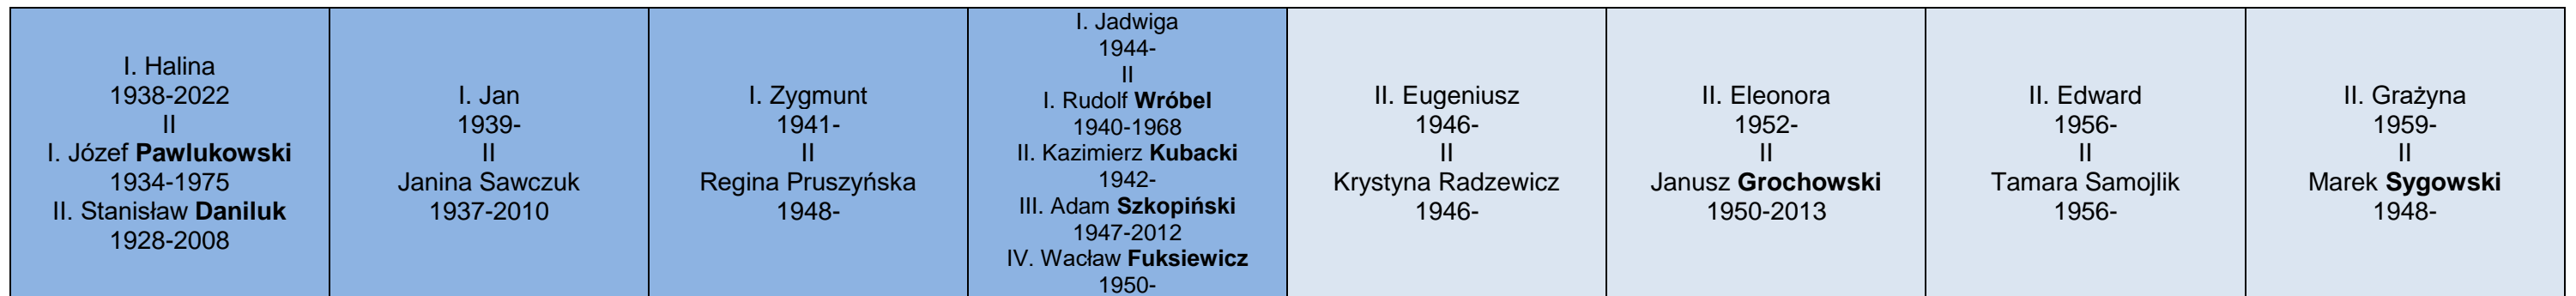 I. Halina
1938-2022
II
I. Józef Pawlukowski
1934-1975
II. Stanisław Daniluk
1928-2008
I. Jan
1939-
II
Janina Sawczuk
1937-2010
I. Zygmunt
1941-
II
Regina Pruszyńska
1948-
I. Jadwiga
1944-
II
I. Rudolf Wróbel
1940-1968
II. Kazimierz Kubacki
1942-
III. Adam Szkopiński
1947-2012
IV. Wacław Fuksiewicz
1950-
II. Eugeniusz
1946-
II
Krystyna Radzewicz
1946-
II. Eleonora
1952-
II
Janusz Grochowski
1950-2013
II. Edward
1956-
II
Tamara Samojlik
1956-
II. Grażyna
1959-
II
Marek Sygowski
1948-